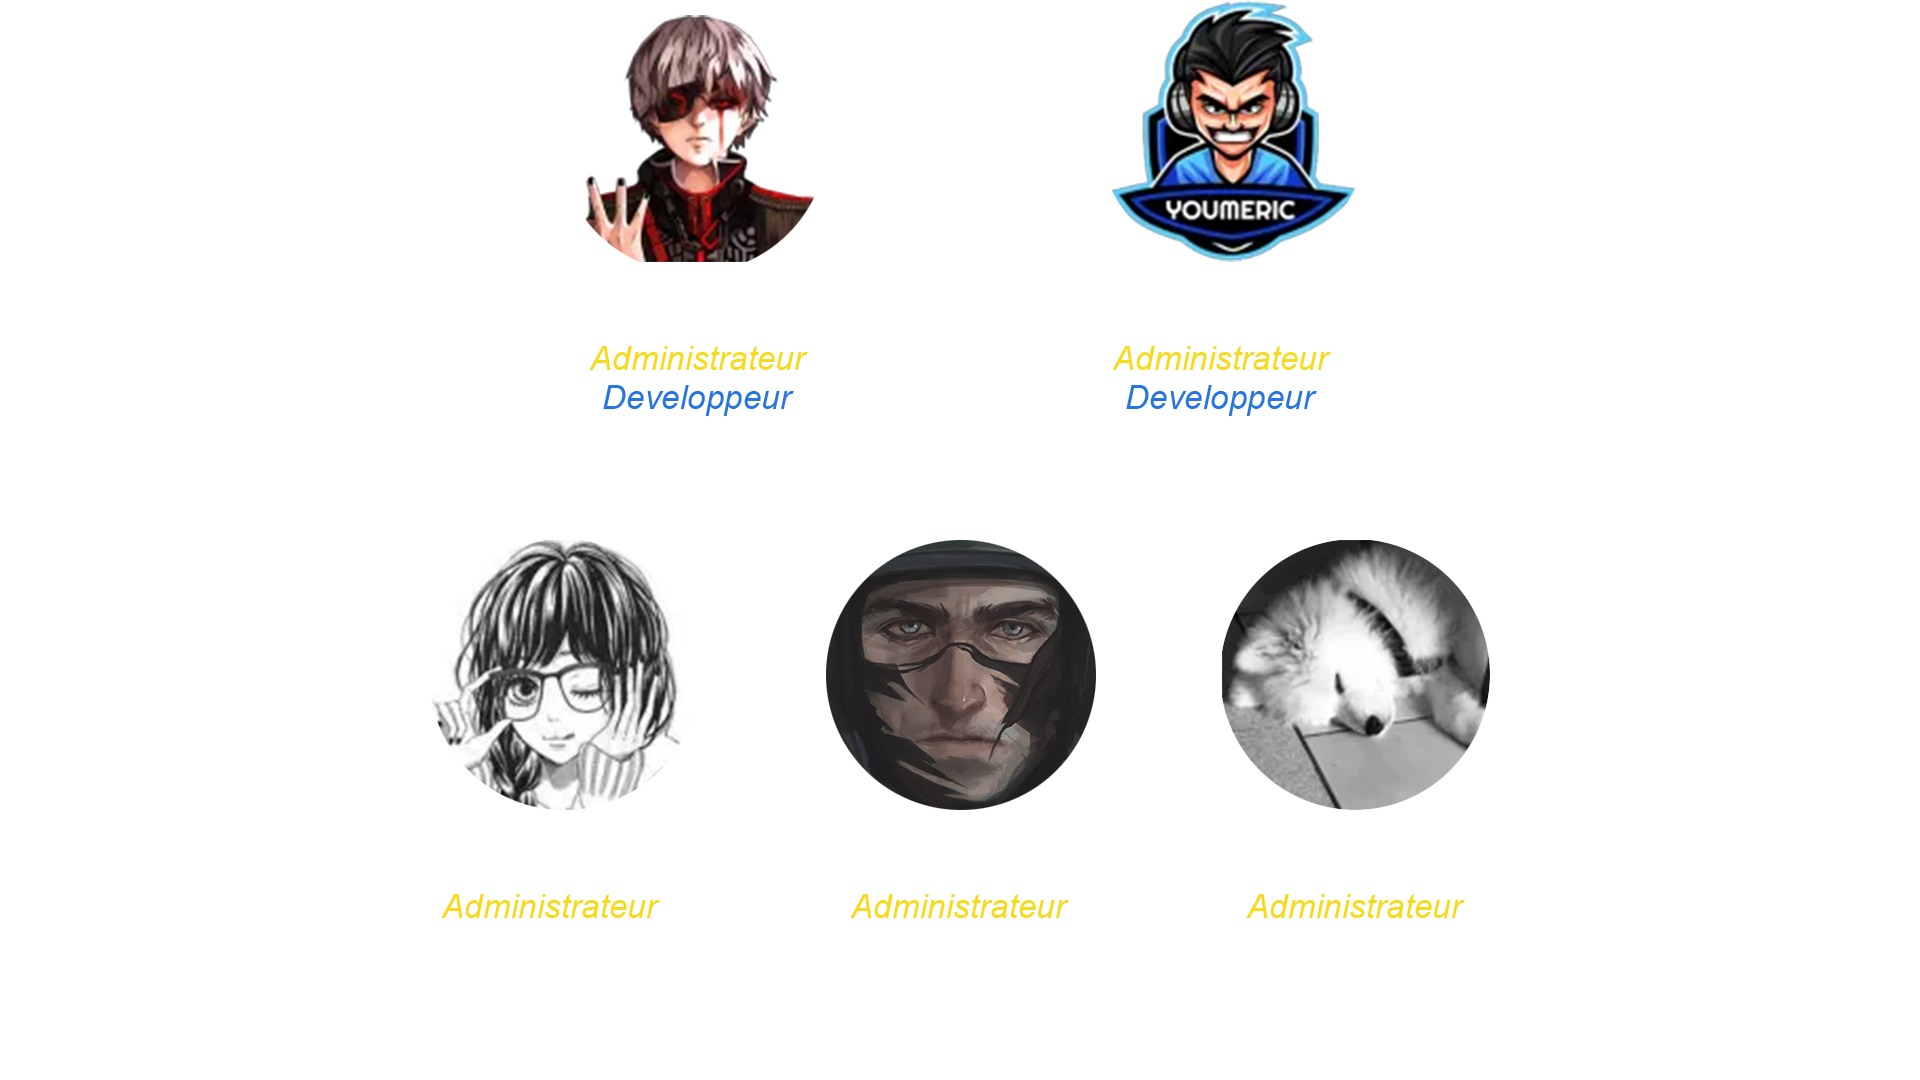 YOUMERIC
Administrateur
Developpeur
Administrateur
Developpeur
Administrateur
Administrateur
Administrateur